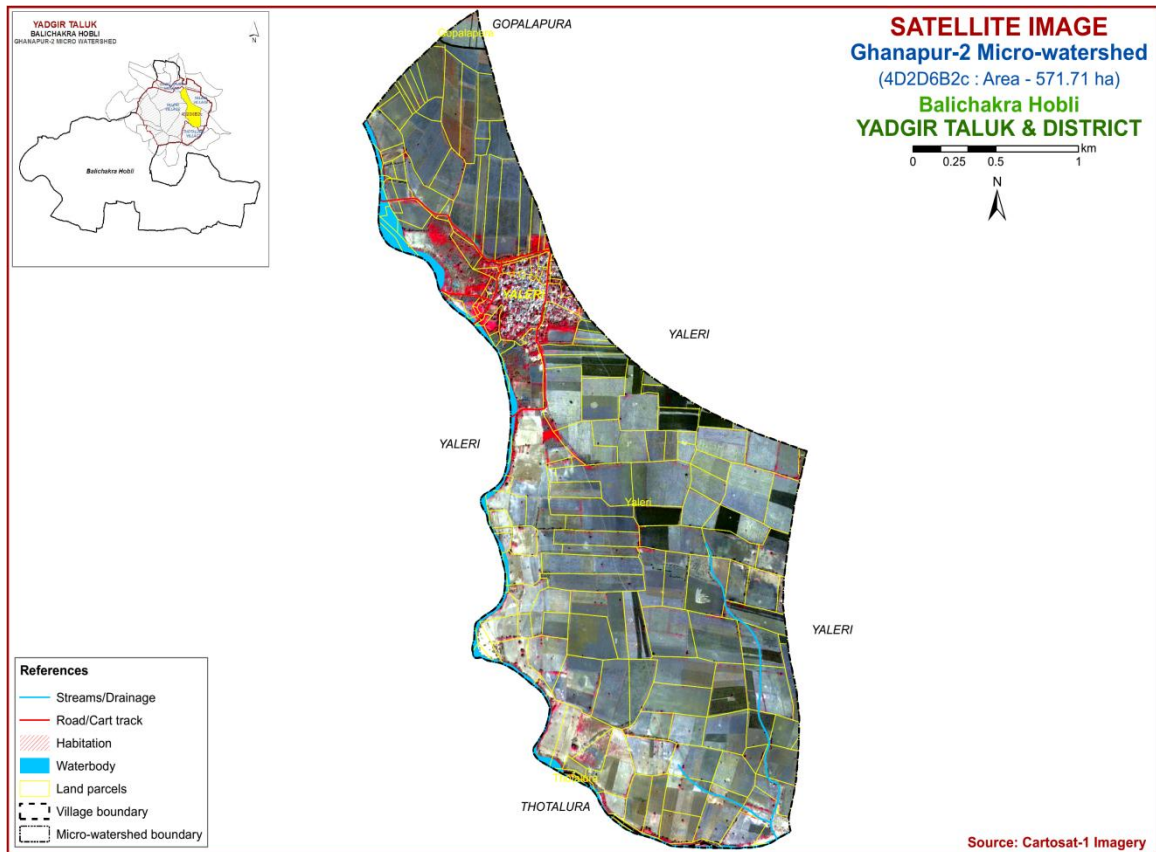 YADGIR TALUK
BALICHAKRA HOBLI
GHANAPUR-2 MICRO WATERSHED
N
Balichakra Hobli
SATELLITE IMAGE
Ghanapur-2 Micro-watershed
(4D2D6B2c : Area - 571.71 ha)
Balichakra Hobli
YADGIR TALUK & DISTRICT
km
0 0.25 0.5 1
N
GOPALAPURA
Gopalapura
YALERI
YALERI
YALERI
Yaleri
YALERI
Thotalura
THOTALURA
References
Streams/Drainage
Road/Cart track
Habitation
Waterbody
Land parcels
Village boundary
Micro-watershed boundary
Source: Cartosat-1 Imagery